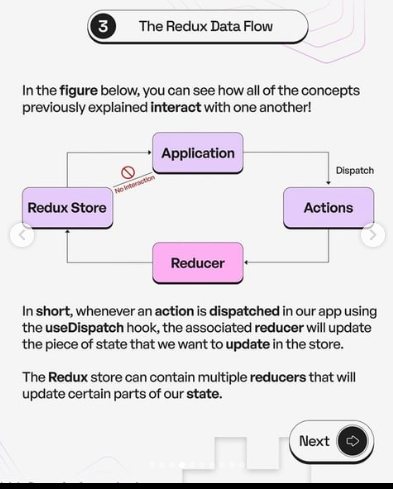 3 The Redux Data Flow
In the figure below, you can see how all of the concepts
previously explained interact with one another!
Application
No Interaction
Dispatch
Redux Store
Actions
Reducer
In short, whenever an action is dispatched in our app using
the useDispatch hook, the associated reducer will update
the piece of state that we want to update in the store.
The Redux store can contain multiple reducers that will
update certain parts of our state.
Next